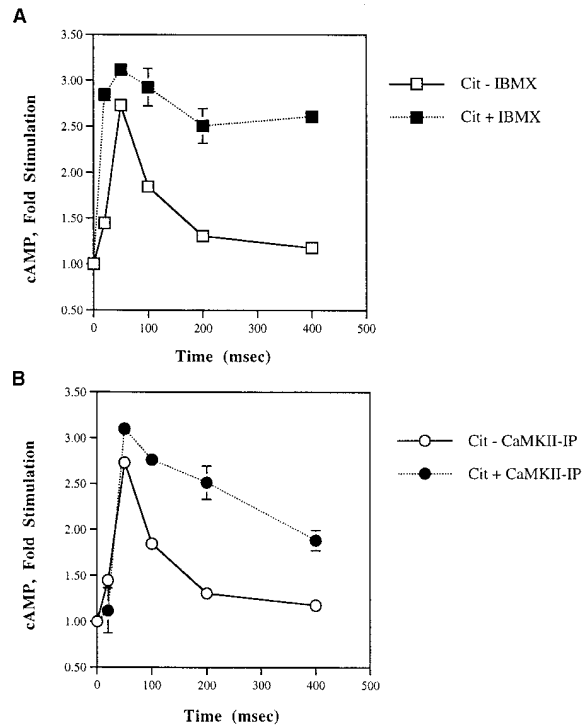 A
3.50
3.00
2.50
2.00
1.50
1.00
0.50
cAMP, Fold Stimulation
0
100
200
300
400
500
Time (msec)
Cit - IBMX
Cit + IBMX
B
3.50
3.00
2.50
2.00
1.50
1.00
0.50
cAMP, Fold Stimulation
0
100
200
300
400
500
Time (msec)
Cit - CaMKII-IP
Cit + CaMKII-IP